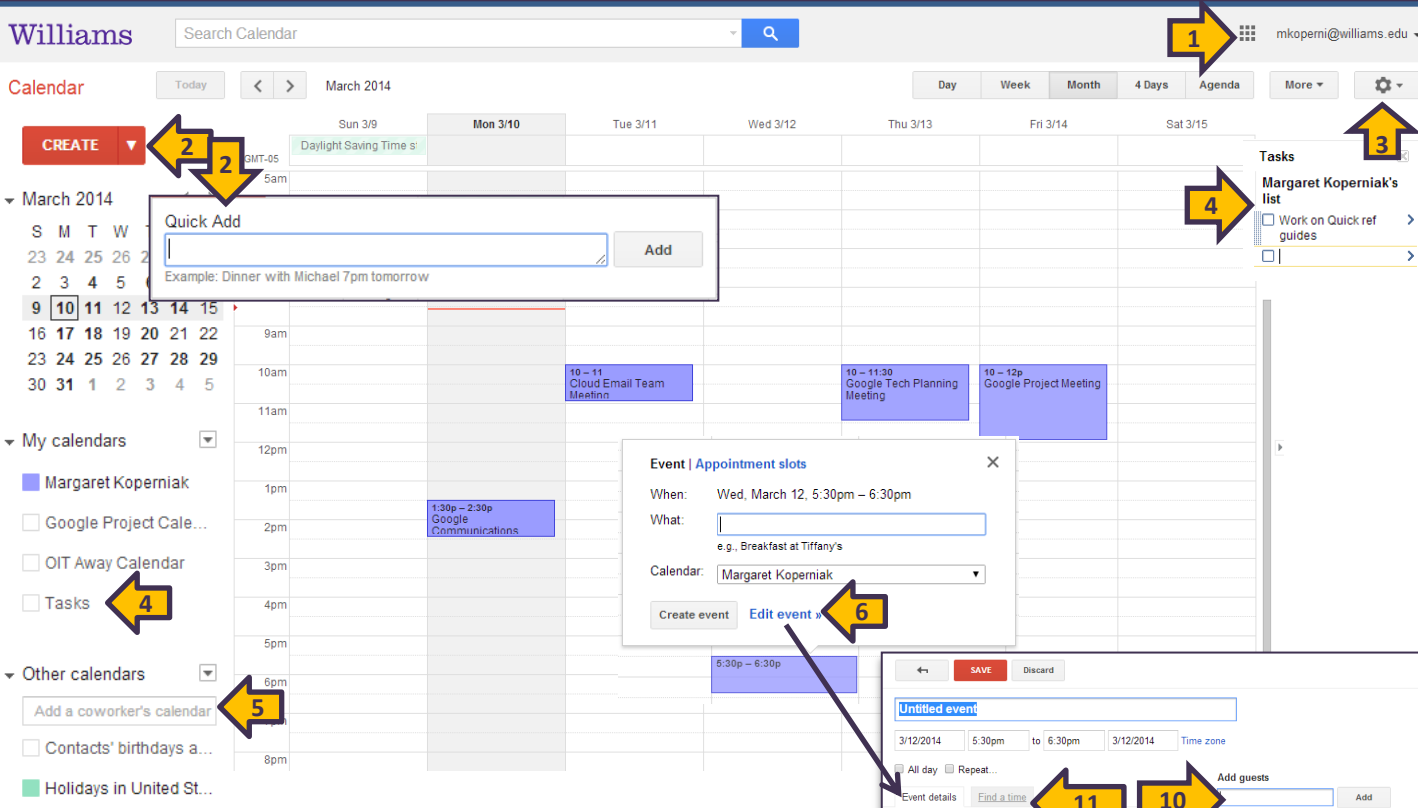 Williams
Search Calendar
1
mkoperni@williams.edu
Calendar
Today
March 2014
Day
Week
Month
4 Days
Agenda
More
3
CREATE
2
2
Sun 3/9
Mon 3/10
Tue 3/11
Wed 3/12
Thu 3/13
Fri 3/14
Sat 3/15
GMT-05
Daylight Saving Time s
Tasks
Margaret Koperniak's
list
4
Work on Quick ref
guides
March 2014
S M T W
23 24 25 26 2
2 3 4 5
9 10 11 12 13 14 15
16 17 18 19 20 21 22
23 24 25 26 27 28 29
30 31 1 2 3 4 5
Quick Add
Add
Example: Dinner with Michael 7pm tomorrow
5am
9am
10am
11am
12pm
1pm
2pm
3pm
4pm
5pm
6pm
8pm
10 – 11
Cloud Email Team
Meeting
10 – 11:30
Google Tech Planning
Meeting
10 – 12p
Google Project Meeting
1:30p – 2:30p
Google
Communications
5:30p – 6:30p
My calendars
Margaret Koperniak
Google Project Cale...
OIT Away Calendar
Tasks
4
Other calendars
Add a coworker's calendar
5
Contacts' birthdays a...
Holidays in United St...
Event | Appointment slots
When: Wed, March 12, 5:30pm – 6:30pm
What:
e.g., Breakfast at Tiffany's
Calendar: Margaret Koperniak
Create event
Edit event »
6
SAVE
Discard
Untitled event
3/12/2014 5:30pm to 6:30pm 3/12/2014 Time zone
All day Repeat...
Event details
Find a time
11
10
Add guests
Add